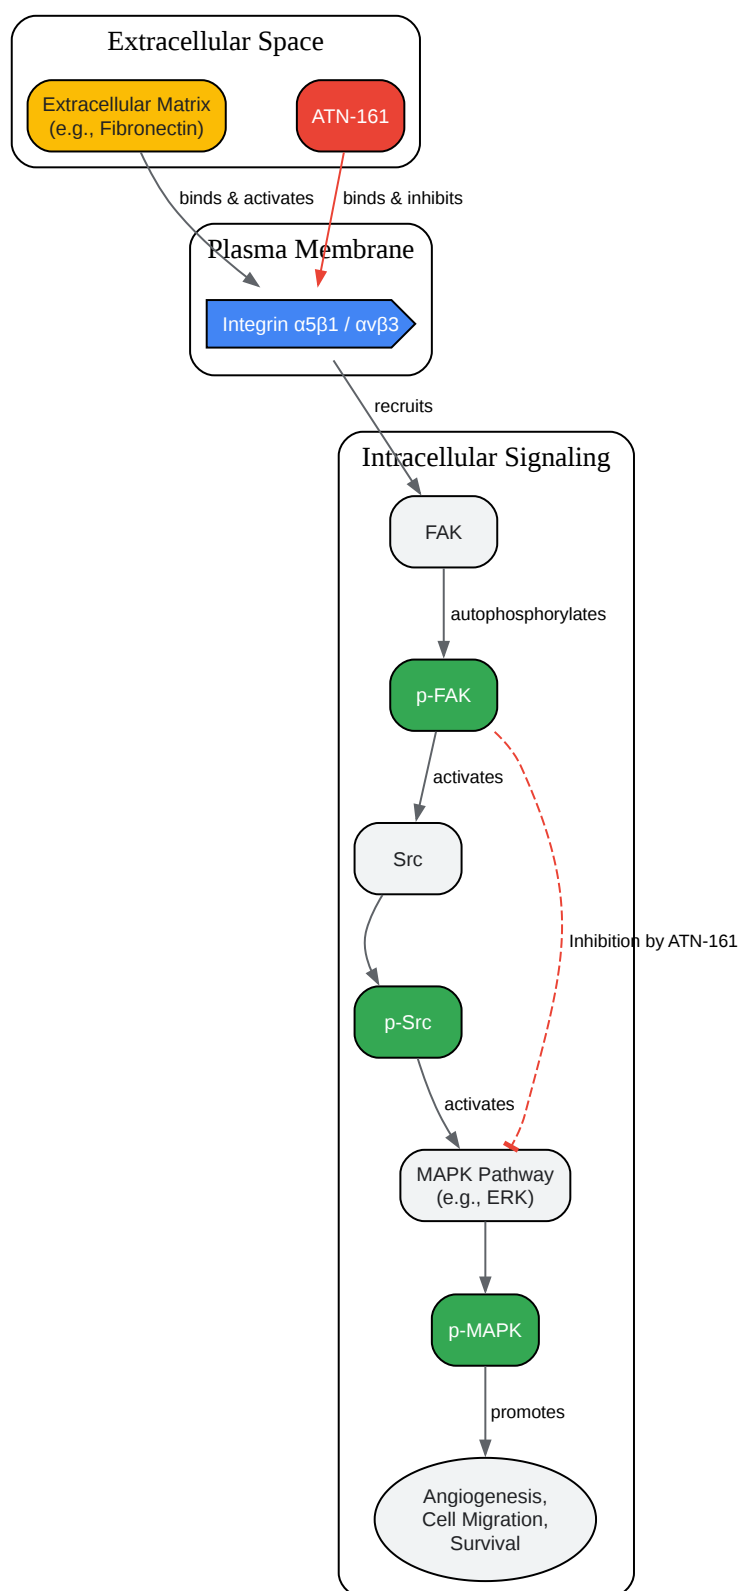 Extracellular Space
Extracellular Matrix
(e.g., Fibronectin)
ATN-161
binds & activates
binds & inhibits
Plasma Membrane
Integrin α5β1 / αvβ3
recruits
Intracellular Signaling
FAK
autophosphorylates
p-FAK
activates
Src
Inhibition by ATN-161
p-Src
activates
MAPK Pathway
(e.g., ERK)
p-MAPK
promotes
Angiogenesis,
Cell Migration,
Survival